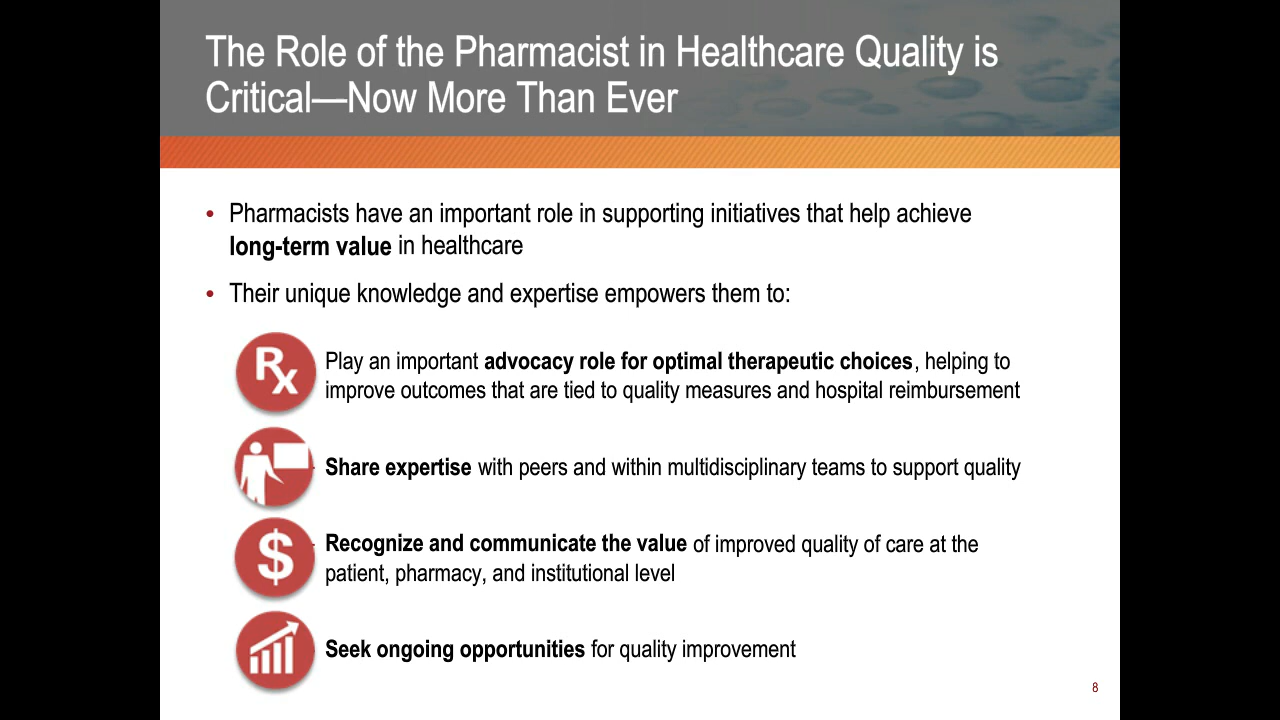 The Role of the Pharmacist in Healthcare Quality is
Critical—Now More Than Ever
• Pharmacists have an important role in supporting initiatives that help achieve
long-term value in healthcare
• Their unique knowledge and expertise empowers them to:
Rx
Play an important advocacy role for optimal therapeutic choices, helping to
improve outcomes that are tied to quality measures and hospital reimbursement
Share expertise with peers and within multidisciplinary teams to support quality
$
Recognize and communicate the value of improved quality of care at the
patient, pharmacy, and institutional level
Seek ongoing opportunities for quality improvement
8